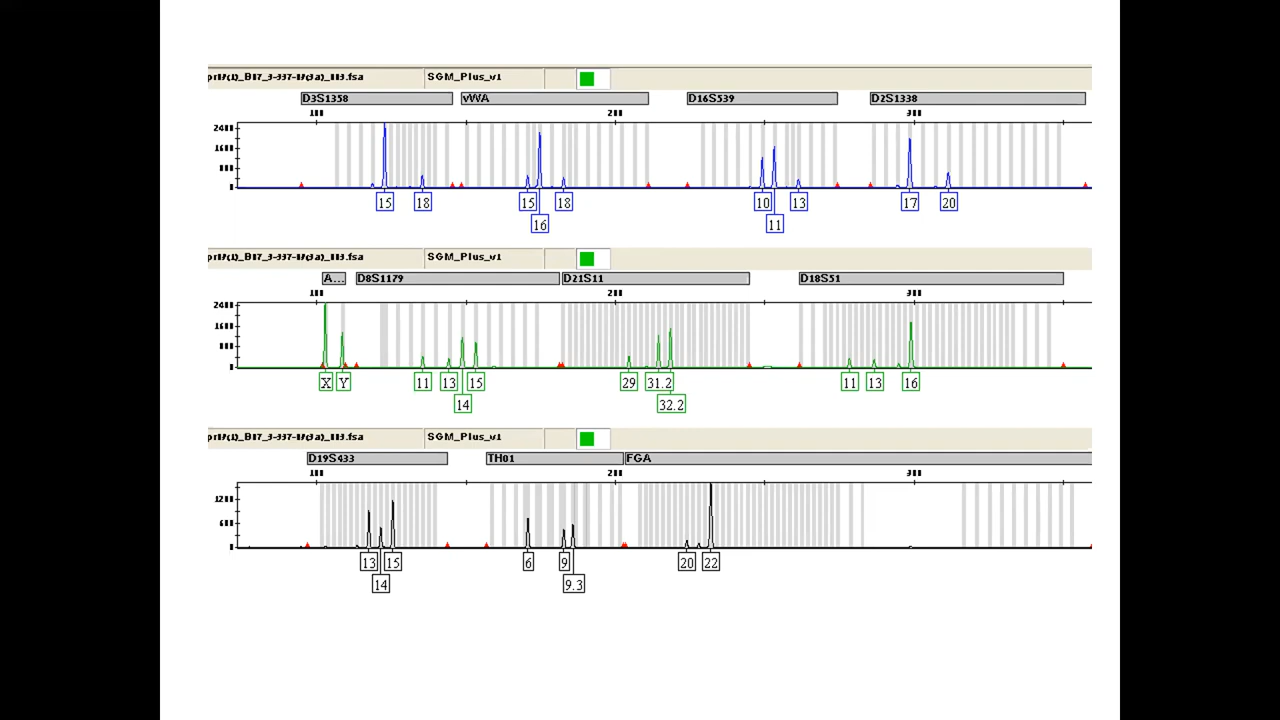 SGM_Plus_v1
D3S1358 vWA D16S539 D2S1338
100 200 300
2400
1600
800
0
15 18 15 18 10 13 17 20
16 11
SGM_Plus_v1
A... D8S1179 D21S11 D18S51
100 200 300
2400
1600
800
0
X Y 11 13 15 29 31.2 11 13 16
14 32.2
SGM_Plus_v1
D19S433 TH01 FGA
100 200 300
1200
600
0
13 15 6 9 20 22
14 9.3